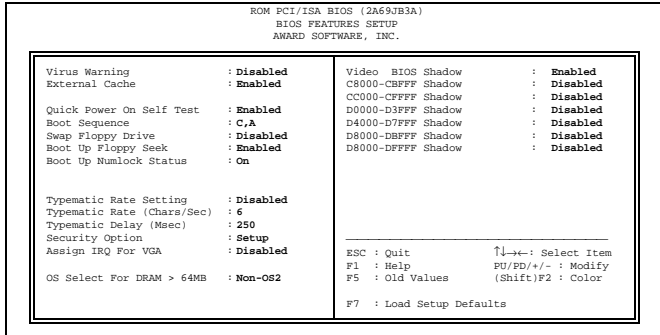 ROM PCI/ISA BIOS (2A69JB3A)
BIOS FEATURES SETUP
AWARD SOFTWARE, INC.
Virus Warning : Disabled
External Cache : Enabled
Quick Power On Self Test : Enabled
Boot Sequence : C,A
Swap Floppy Drive : Disabled
Boot Up Floppy Seek : Enabled
Boot Up Numlock Status : On
Typematic Rate Setting : Disabled
Typematic Rate (Chars/Sec) : 6
Typematic Delay (Msec) : 250
Security Option : Setup
Assign IRQ For VGA : Disabled
OS Select For DRAM > 64MB : Non-OS2
Video BIOS Shadow : Enabled
C8000-CBFFF Shadow : Disabled
CC000-CFFFF Shadow : Disabled
D0000-D3FFF Shadow : Disabled
D4000-D7FFF Shadow : Disabled
D8000-DBFFF Shadow : Disabled
D8000-DFFFF Shadow : Disabled
ESC : Quit ↑↓→←: Select Item
F1 : Help PU/PD/+/- : Modify
F5 : Old Values (Shift)F2 : Color
F7 : Load Setup Defaults